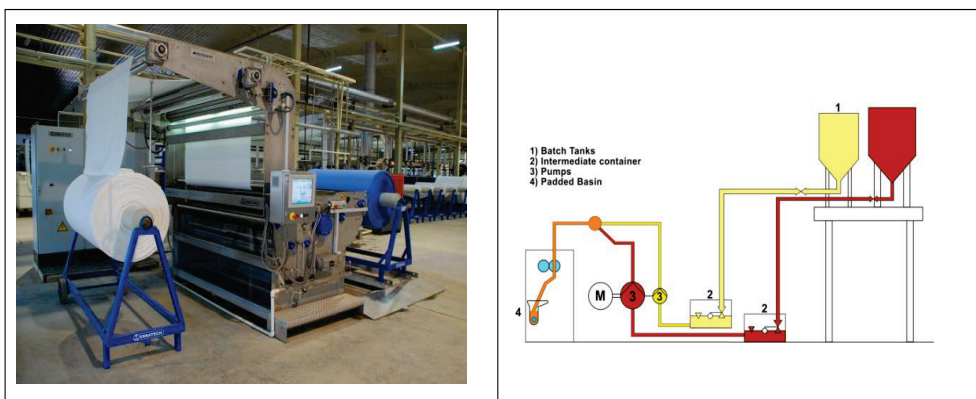 1) Batch Tanks
2) Intermediate container
3) Pumps
4) Padded Basin
1
2
2
M
3
3
4